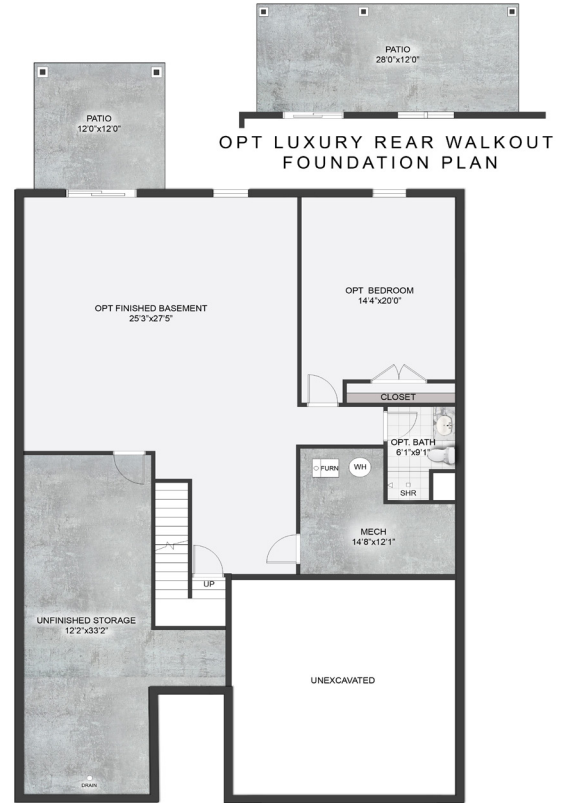 PATIO
28'0"x12'0"
OPT LUXURY REAR WALKOUT
FOUNDATION PLAN
PATIO
12'0"x12'0"
OPT FINISHED BASEMENT
25'3"x27'5"
OPT BEDROOM
14'4"x20'0"
CLOSET
OPT. BATH
6'1"x9'1"
SHR
FURN
WH
MECH
14'8"x12'1"
UP
UNFINISHED STORAGE
12'2"x33'2"
UNEXCAVATED
DRAIN